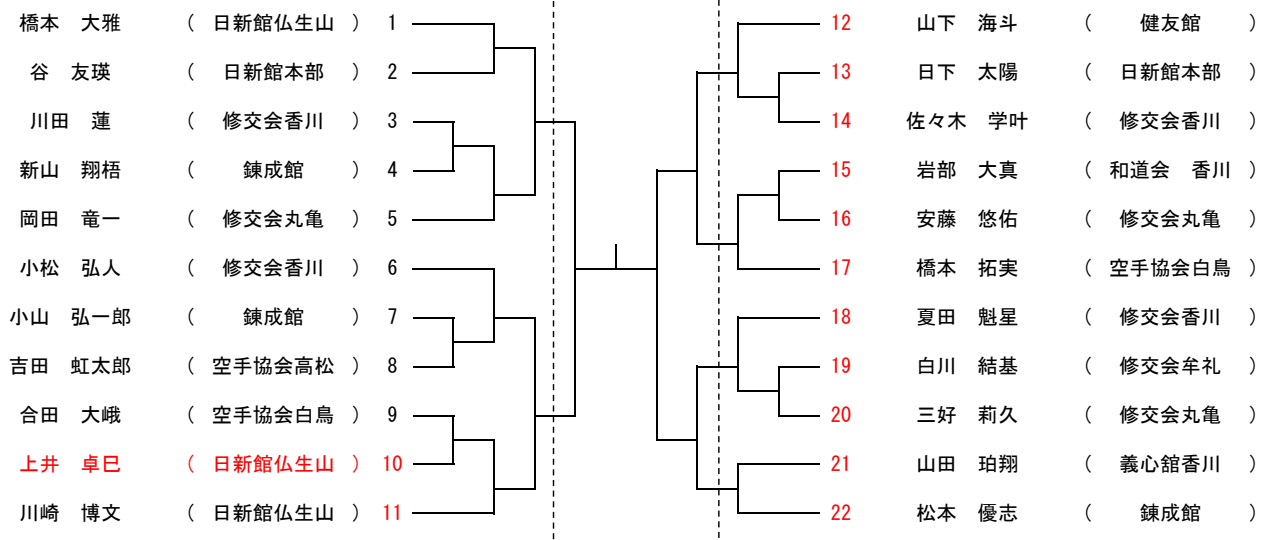 橋本　大雅 （ 日新館仏生山 ） 1 12 山下　海斗 （ 健友館 ）
谷　友瑛 （ 日新館本部 ） 2 13 日下　太陽 （ 日新館本部 ）
川田　蓮 （ 修交会香川 ） 3 14 佐々木　学叶 （ 修交会香川 ）
新山　翔梧 （ 錬成館 ） 4 15 岩部　大真 （ 和道会　香川 ）
岡田　竜一 （ 修交会丸亀 ） 5 16 安藤　悠佑 （ 修交会丸亀 ）
小松　弘人 （ 修交会香川 ） 6 17 橋本　拓実 （ 空手協会白鳥 ）
小山　弘一郎 （ 錬成館 ） 7 18 夏田　魁星 （ 修交会香川 ）
吉田　虹太郎 （ 空手協会高松 ） 8 19 白川　結基 （ 修交会牟礼 ）
合田　大峨 （ 空手協会白鳥 ） 9 20 三好　莉久 （ 修交会丸亀 ）
上井　卓巳 （ 日新館仏生山 ） 10 21 山田　珀翔 （ 義心舘香川 ）
川崎　博文 （ 日新館仏生山 ） 11 22 松本　優志 （ 錬成館 ）